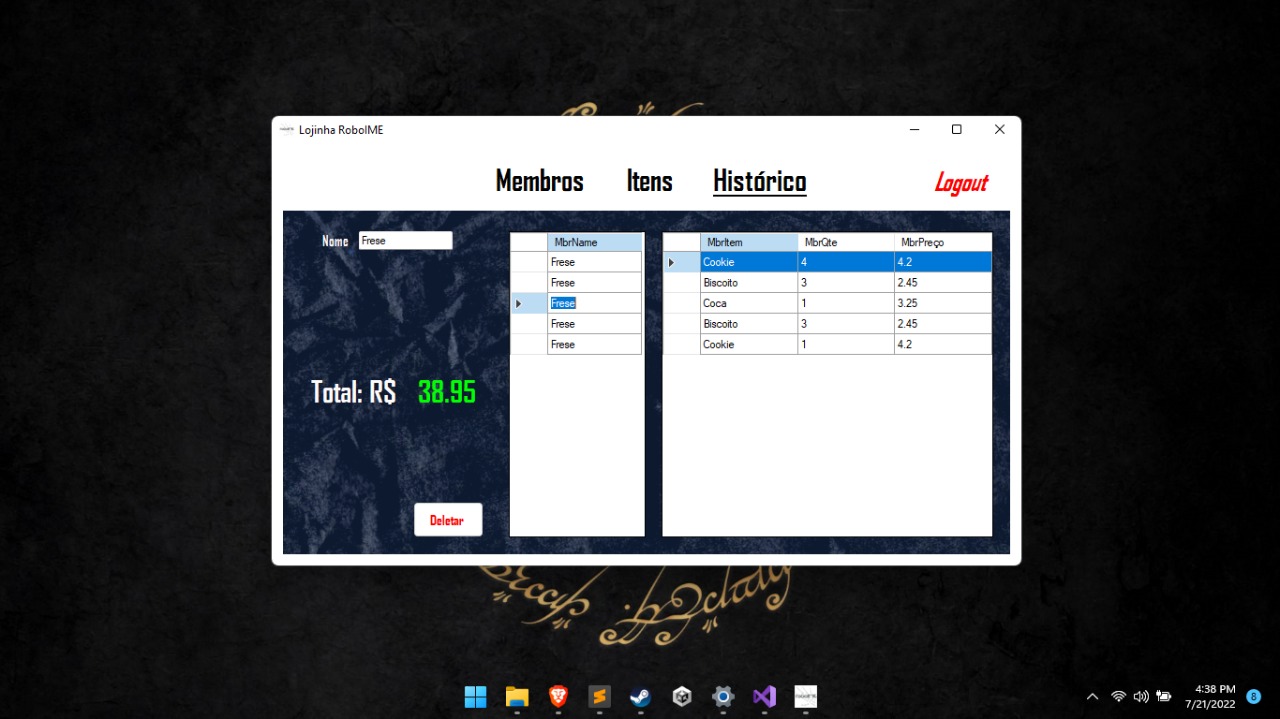 Lojinha RoboIME
Membros Itens Histórico Logout
Nome Frese
MbrName
Frese
Frese
Frese
Frese
Frese
MbrItem MbrQte MbrPreço
Cookie 4 4.2
Biscoito 3 2.45
Coca 1 3.25
Biscoito 3 2.45
Cookie 1 4.2
Total: R$ 38.95
Deletar
4:38 PM
7/21/2022
8